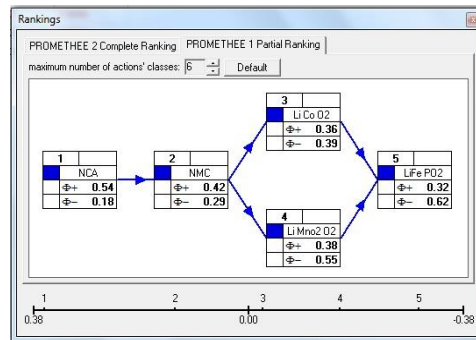 Rankings
PROMETHEE 2 Complete Ranking PROMETHEE 1 Partial Ranking
maximum number of actions' classes: 6 Default
3
Li Co O2
Φ+ 0.36
Φ− 0.39
1
NCA
Φ+ 0.54
Φ− 0.18
2
NMC
Φ+ 0.42
Φ− 0.29
5
LiFe PO2
Φ+ 0.32
Φ− 0.62
4
Li Mno2 O2
Φ+ 0.38
Φ− 0.55
1 2 3 4 5
0.38 0.00 -0.38